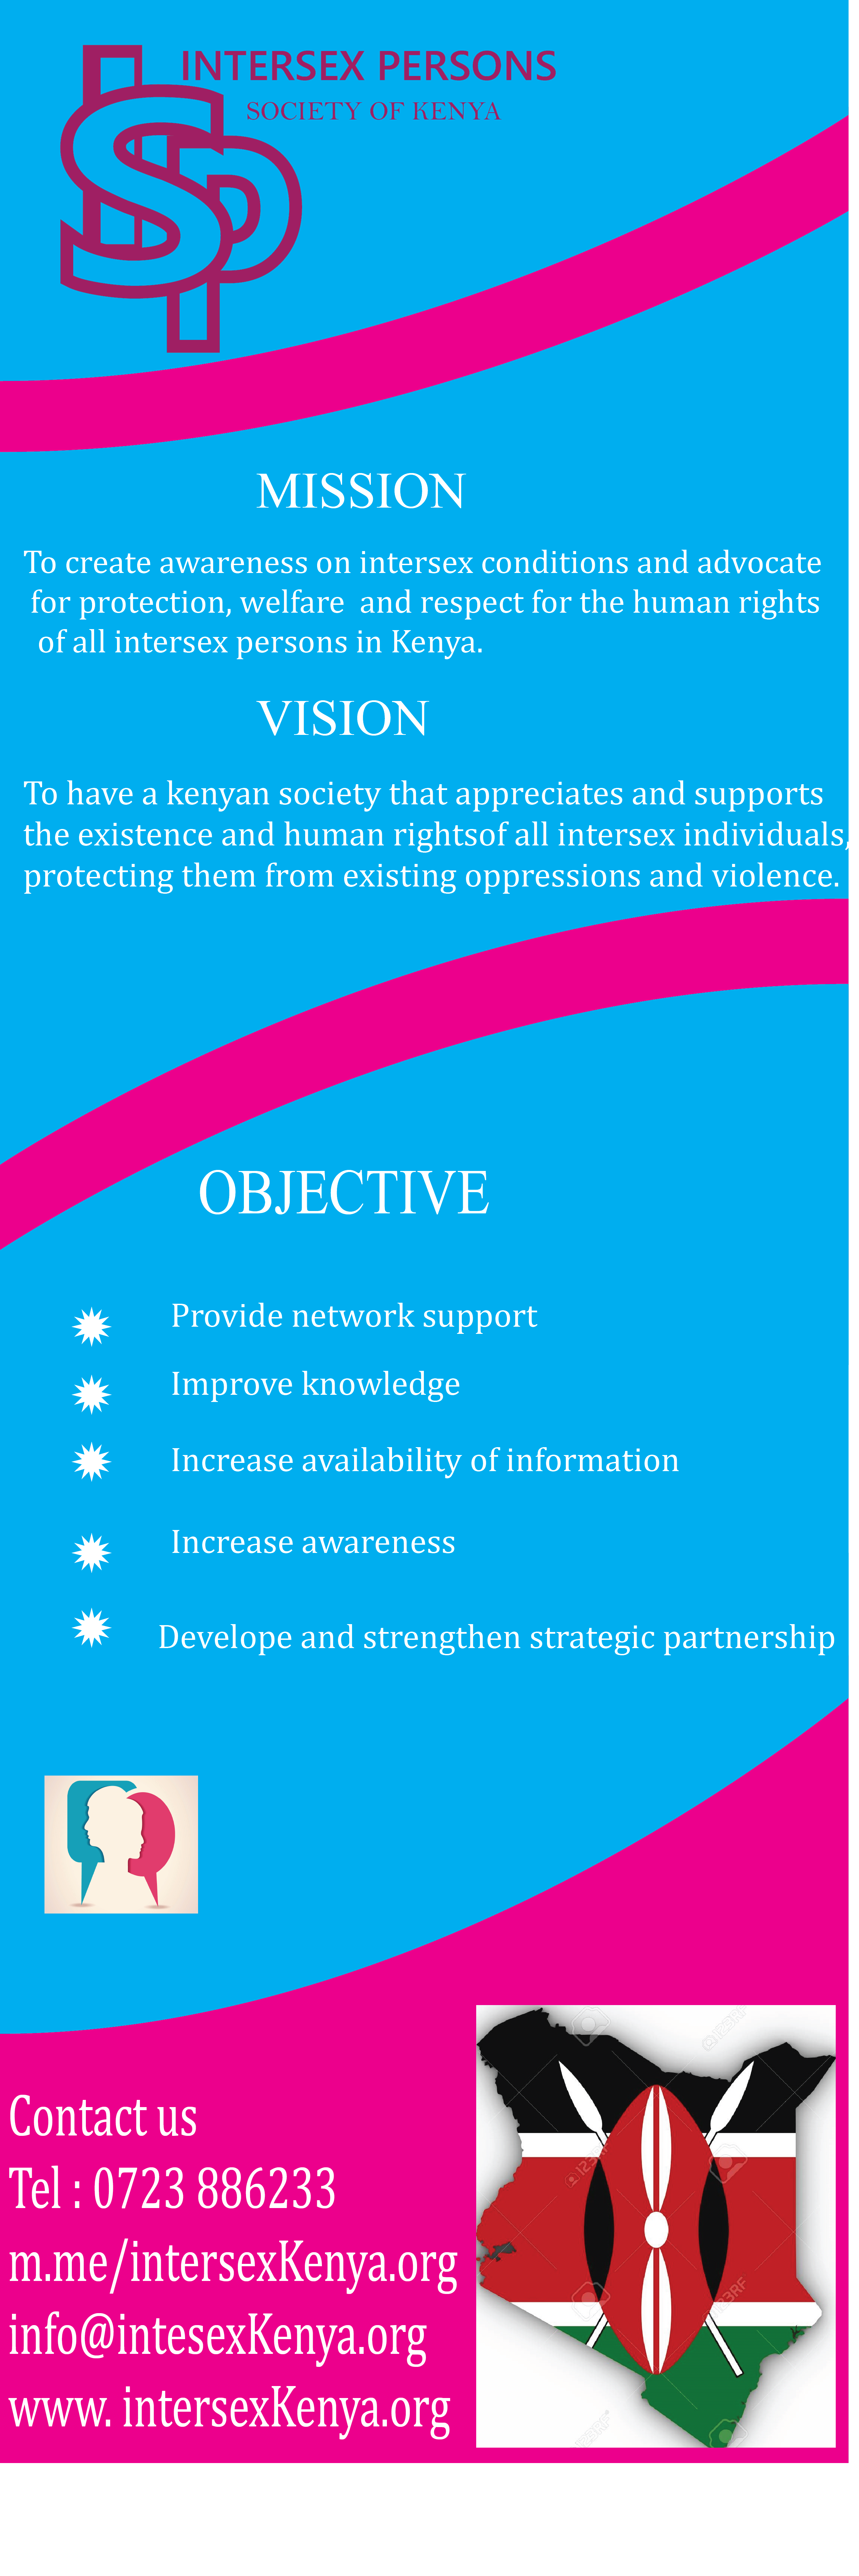 ISP
INTERSEX PERSONS
SOCIETY OF KENYA
MISSION
To create awareness on intersex conditions and advocate
for protection, welfare and respect for the human rights
of all intersex persons in Kenya.
VISION
To have a kenyan society that appreciates and supports
the existence and human rightsof all intersex individuals,
protecting them from existing oppressions and violence.
OBJECTIVE
Provide network support
Improve knowledge
Increase availability of information
Increase awareness
Develope and strengthen strategic partnership
Contact us
Tel : 0723 886233
m.me/intersexKenya.org
info@intesexKenya.org
www. intersexKenya.org
123RF
123RF
123RF
123RF